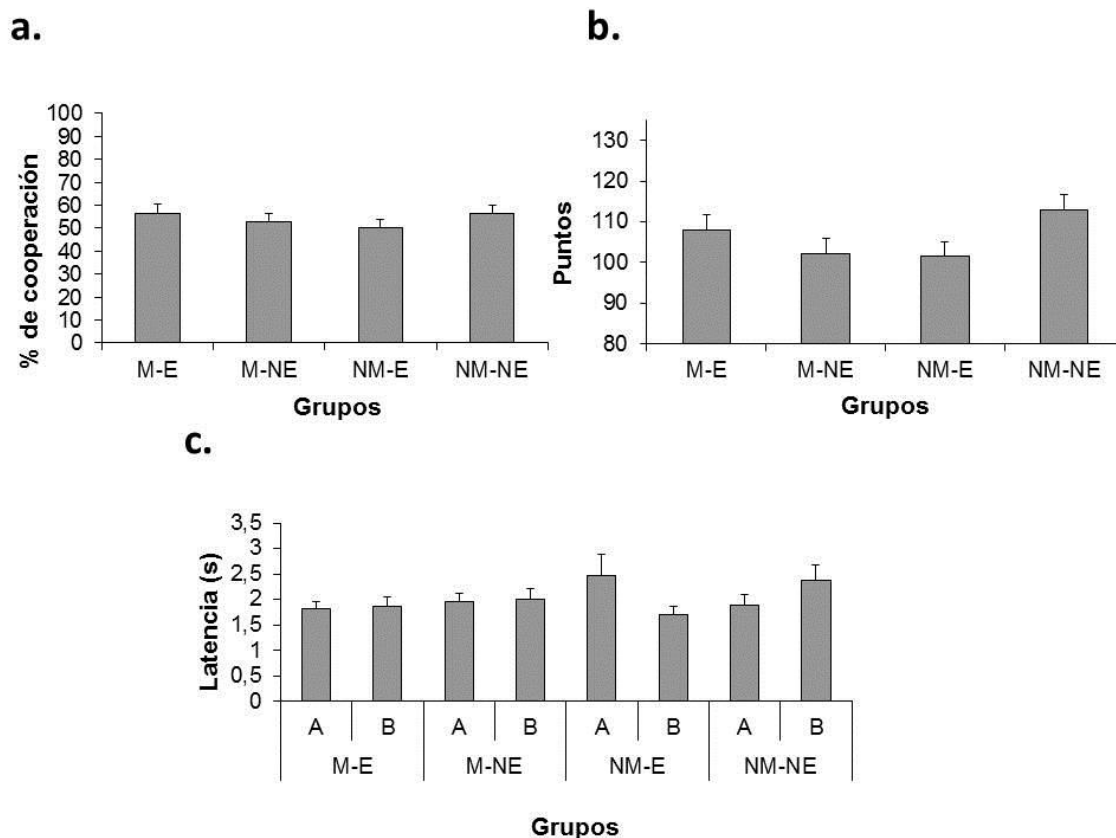 a.
% de cooperación
100
90
80
70
60
50
40
30
20
10
0
M-E M-NE NM-E NM-NE
Grupos
b.
Puntos
130
120
110
100
90
80
M-E M-NE NM-E NM-NE
Grupos
c.
Latencia (s)
3,5
3
2,5
2
1,5
1
0,5
0
A B A B A B A B
M-E M-NE NM-E NM-NE
Grupos